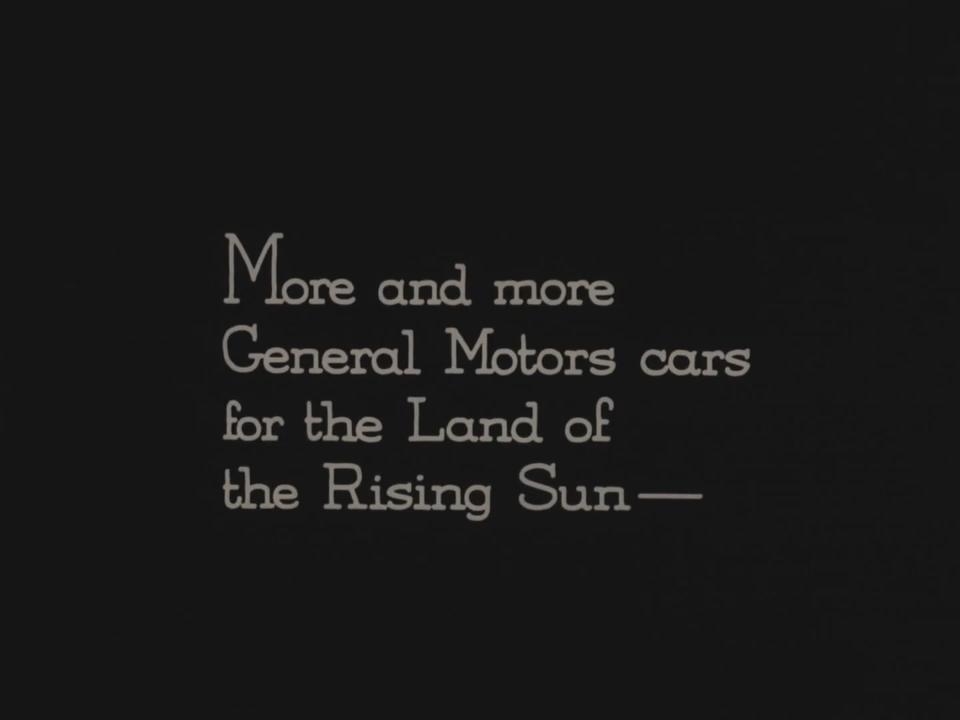 More and more
General Motors cars
for the Land of
the Rising Sun—